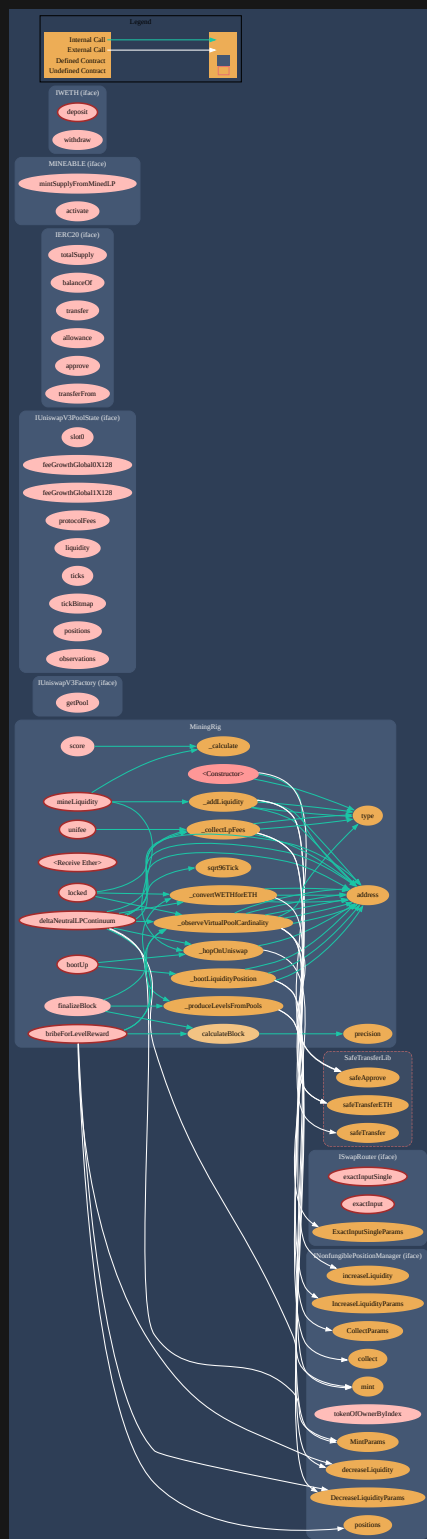 Legend
Internal Call
External Call
Defined Contract
Undefined Contract
IWETH (iface)
deposit
withdraw
MINEABLE (iface)
mintSupplyFromMinedLP
activate
IERC20 (iface)
totalSupply
balanceOf
transfer
allowance
approve
transferFrom
IUniswapV3PoolState (iface)
slot0
feeGrowthGlobal0X128
feeGrowthGlobal1X128
protocolFees
liquidity
ticks
tickBitmap
positions
observations
IUniswapV3Factory (iface)
getPool
MiningRig
score
_calculate
<Constructor>
mineLiquidity
_addLiquidity
type
unifee
_collectLpFees
<Receive Ether>
sqrt96Tick
locked
_convertWETHforETH
address
deltaNeutralLPContinuum
_observeVirtualPoolCardinality
_hopOnUniswap
bootUp
_bootLiquidityPosition
finalizeBlock
_produceLevelsFromPools
bribeForLevelReward
calculateBlock
precision
SafeTransferLib
safeApprove
safeTransferETH
safeTransfer
ISwapRouter (iface)
exactInputSingle
exactInput
ExactInputSingleParams
INonfungiblePositionManager (iface)
increaseLiquidity
IncreaseLiquidityParams
CollectParams
collect
mint
tokenOfOwnerByIndex
MintParams
decreaseLiquidity
DecreaseLiquidityParams
positions